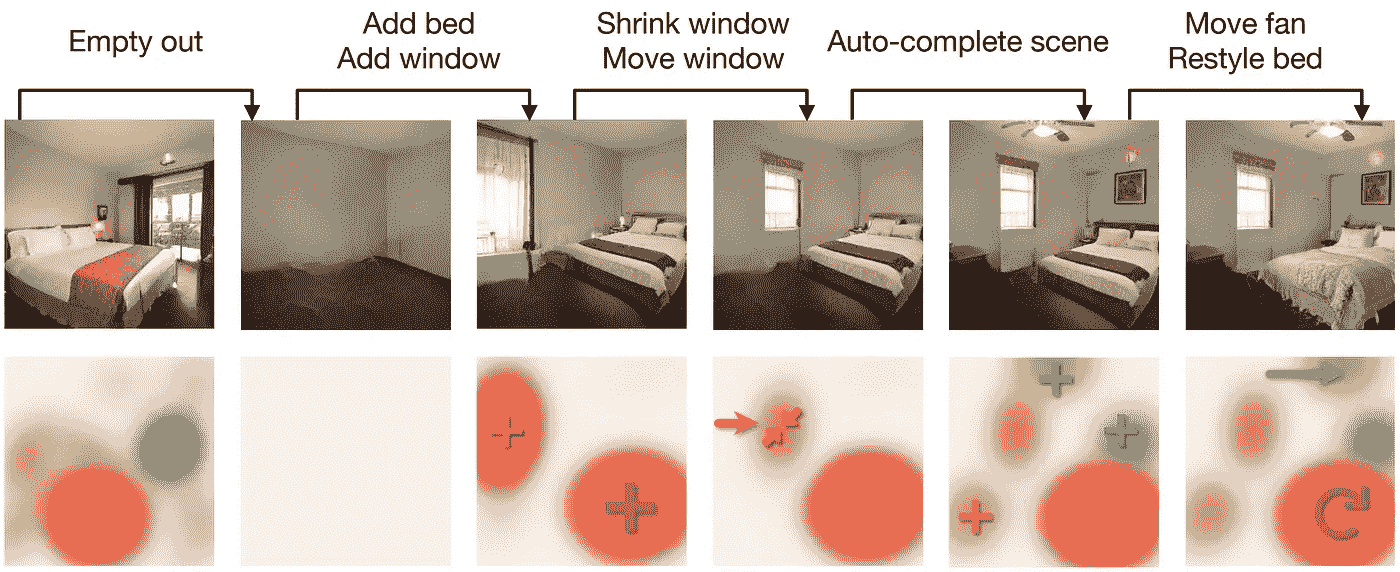 Empty out
Add bed
Add window
Shrink window
Move window
Auto-complete scene
Move fan
Restyle bed